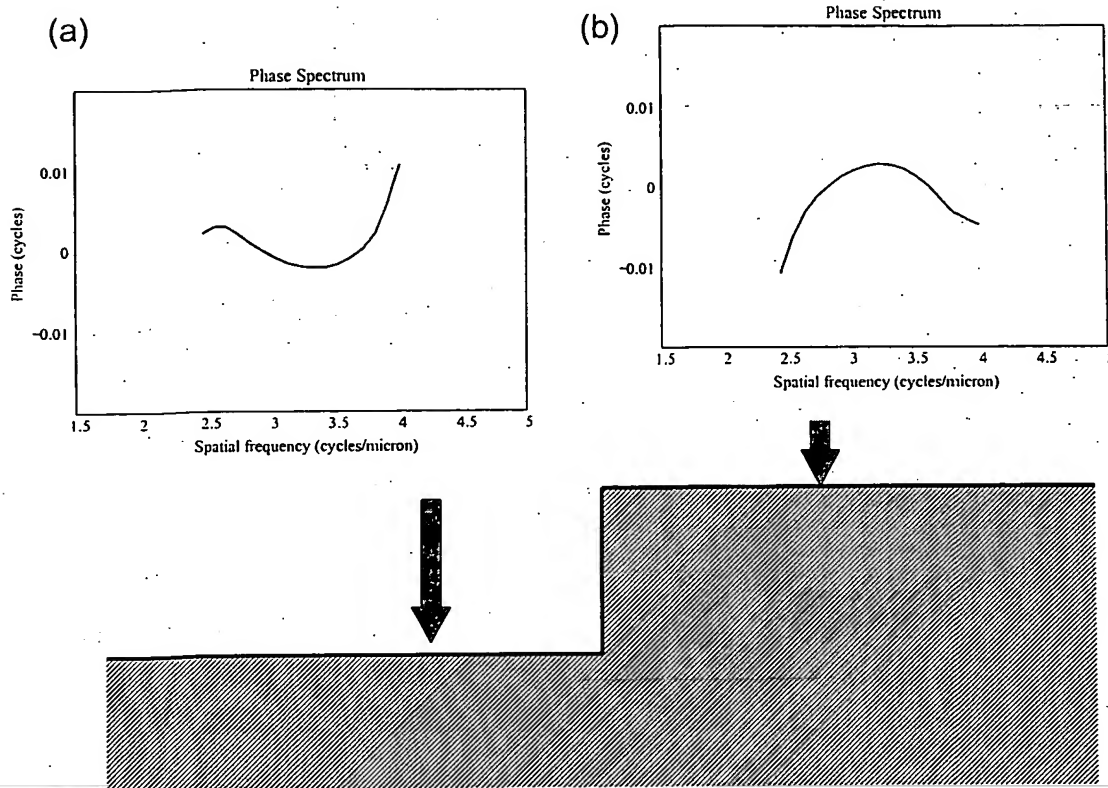 (a)
Phase Spectrum
Phase (cycles)
0.01
0
−0.01
1.5 2 2.5 3 3.5 4 4.5 5
Spatial frequency (cycles/micron)
(b)
Phase Spectrum
Phase (cycles)
0.01
0
−0.01
1.5 2 2.5 3 3.5 4 4.5
Spatial frequency (cycles/micron)